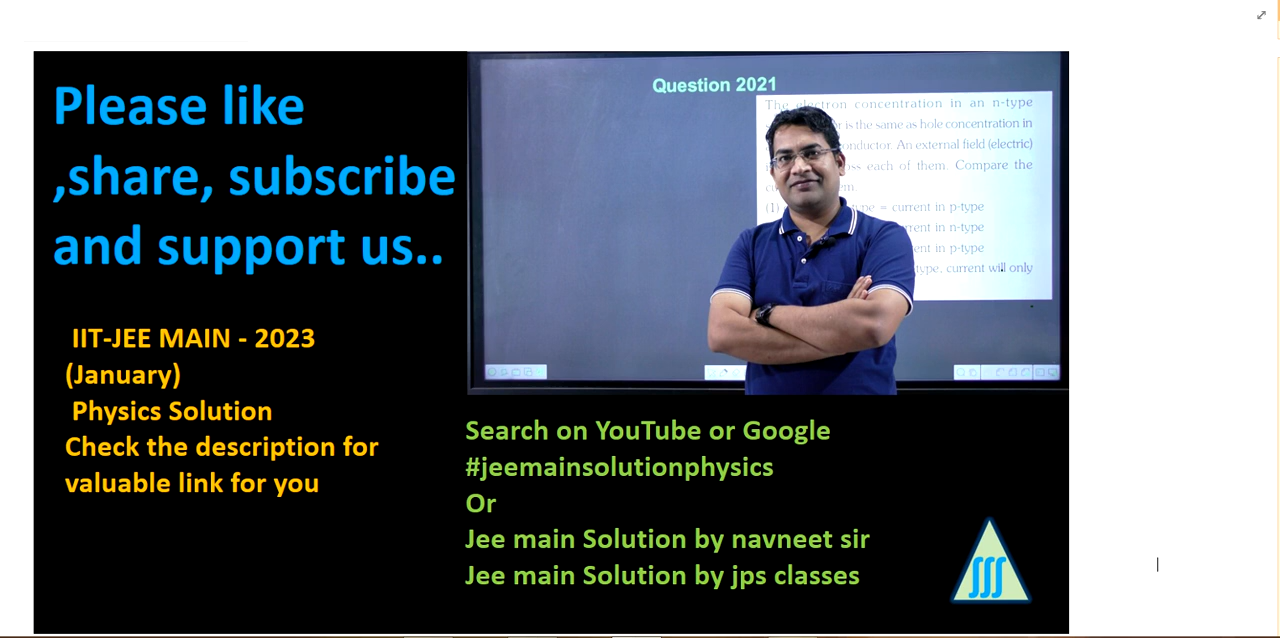 Please like
,share, subscribe
and support us..
IIT-JEE MAIN - 2023
(January)
Physics Solution
Check the description for
valuable link for you
Question 2021
The electron concentration in an n-type
is the same as hole concentration in
An external field (electric)
each of them. Compare the
(1) = current in p-type
in n-type
in p-type
type, current will only
Search on YouTube or Google
#jeemainsolutionphysics
Or
Jee main Solution by navneet sir
Jee main Solution by jps classes